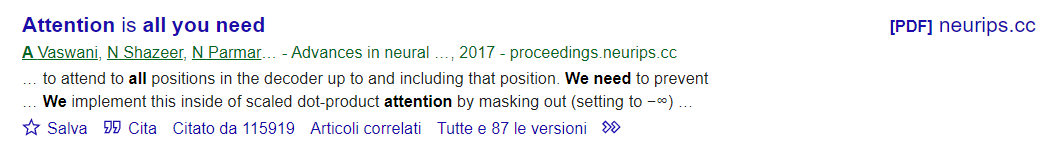 Attention is all you need [PDF] neurips.cc
A Vaswani, N Shazeer, N Parmar… - Advances in neural …, 2017 - proceedings.neurips.cc
… to attend to all positions in the decoder up to and including that position. We need to prevent
… We implement this inside of scaled dot-product attention by masking out (setting to −∞) …
Salva Cita Citato da 115919 Articoli correlati Tutte e 87 le versioni